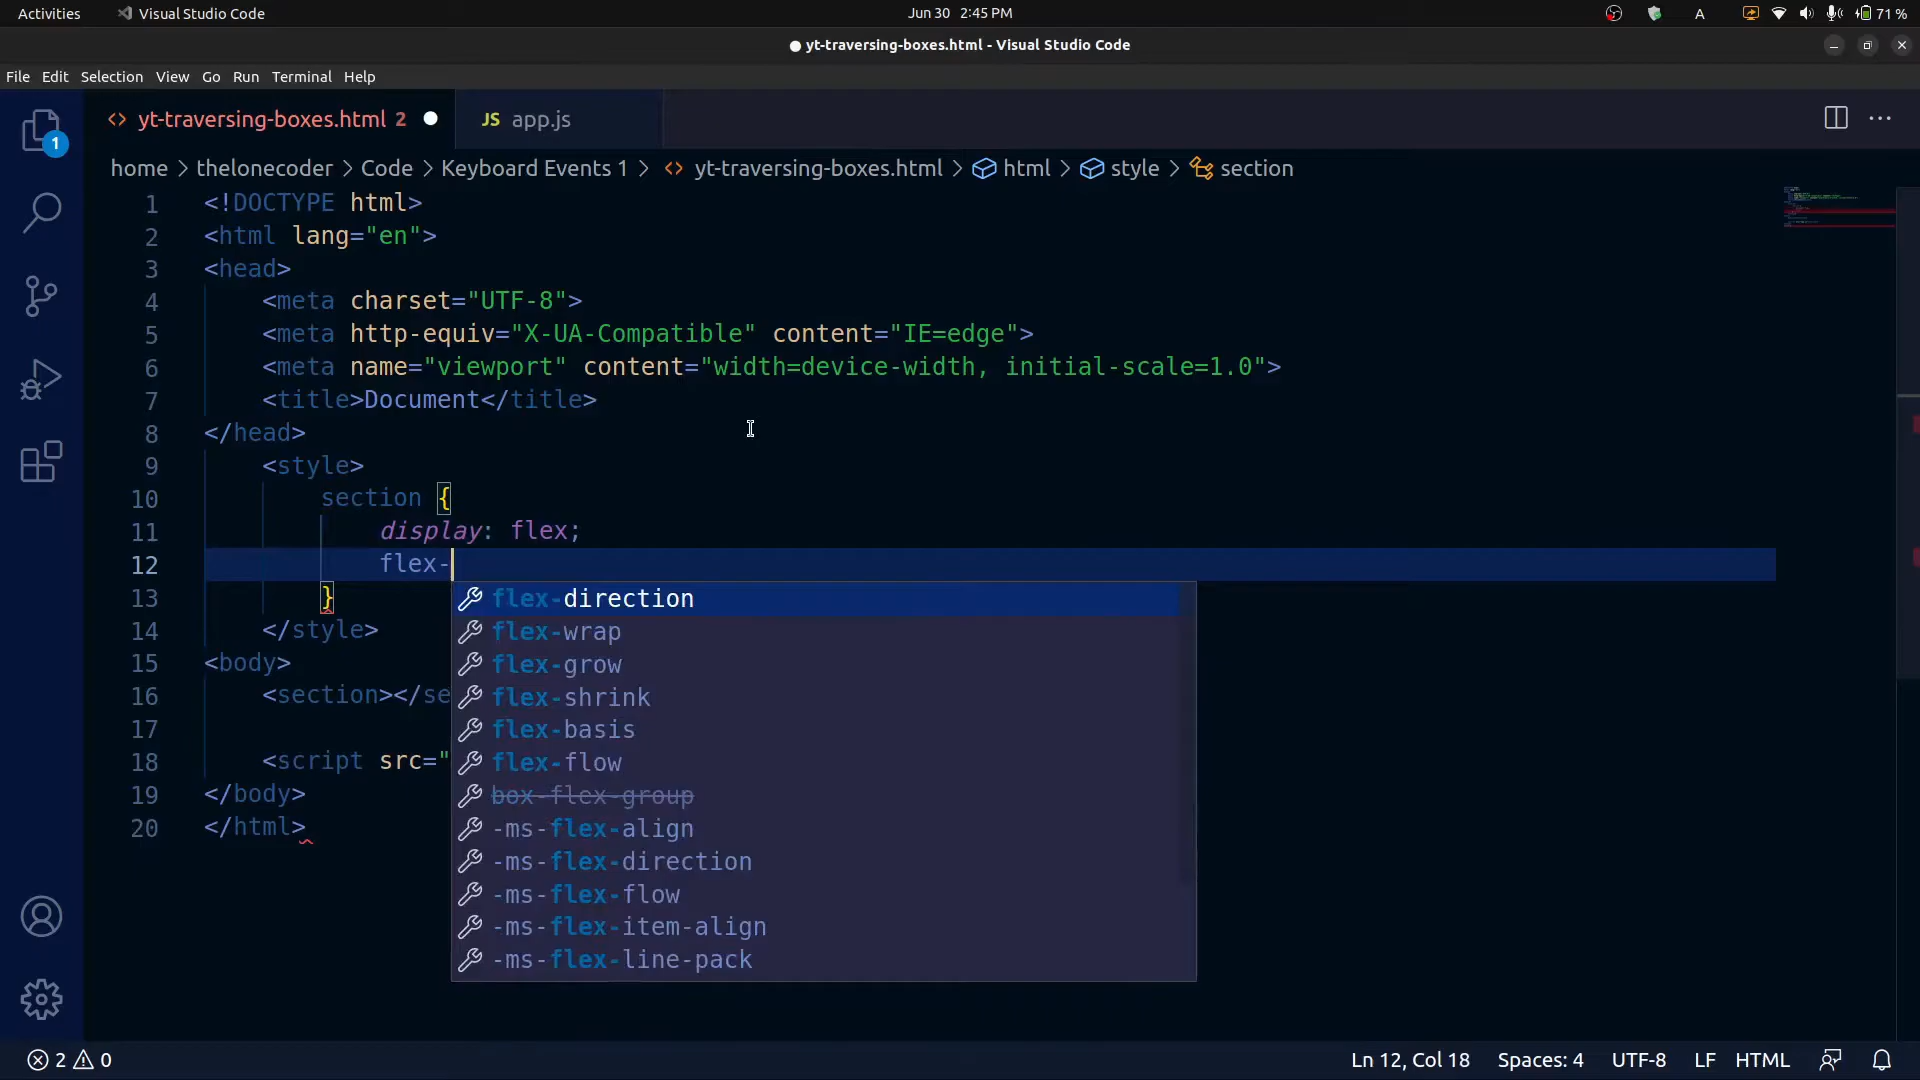 Activities Visual Studio Code Jun 30 2:45 PM A 71 %
yt-traversing-boxes.html - Visual Studio Code
File Edit Selection View Go Run Terminal Help
<> yt-traversing-boxes.html 2 JS app.js
1
home > thelonecoder > Code > Keyboard Events 1 > <> yt-traversing-boxes.html > html > style > section
1 <!DOCTYPE html>
2 <html lang="en">
3 <head>
4 <meta charset="UTF-8">
5 <meta http-equiv="X-UA-Compatible" content="IE=edge">
6 <meta name="viewport" content="width=device-width, initial-scale=1.0">
7 <title>Document</title>
8 </head>
9 <style>
10 section {
11 display: flex;
12 flex-
13 }
14 </style>
15 <body>
16 <section></se
17
18 <script src="
19 </body>
20 </html>
flex-direction
flex-wrap
flex-grow
flex-shrink
flex-basis
flex-flow
box-flex-group
-ms-flex-align
-ms-flex-direction
-ms-flex-flow
-ms-flex-item-align
-ms-flex-line-pack
2 0 Ln 12, Col 18 Spaces: 4 UTF-8 LF HTML